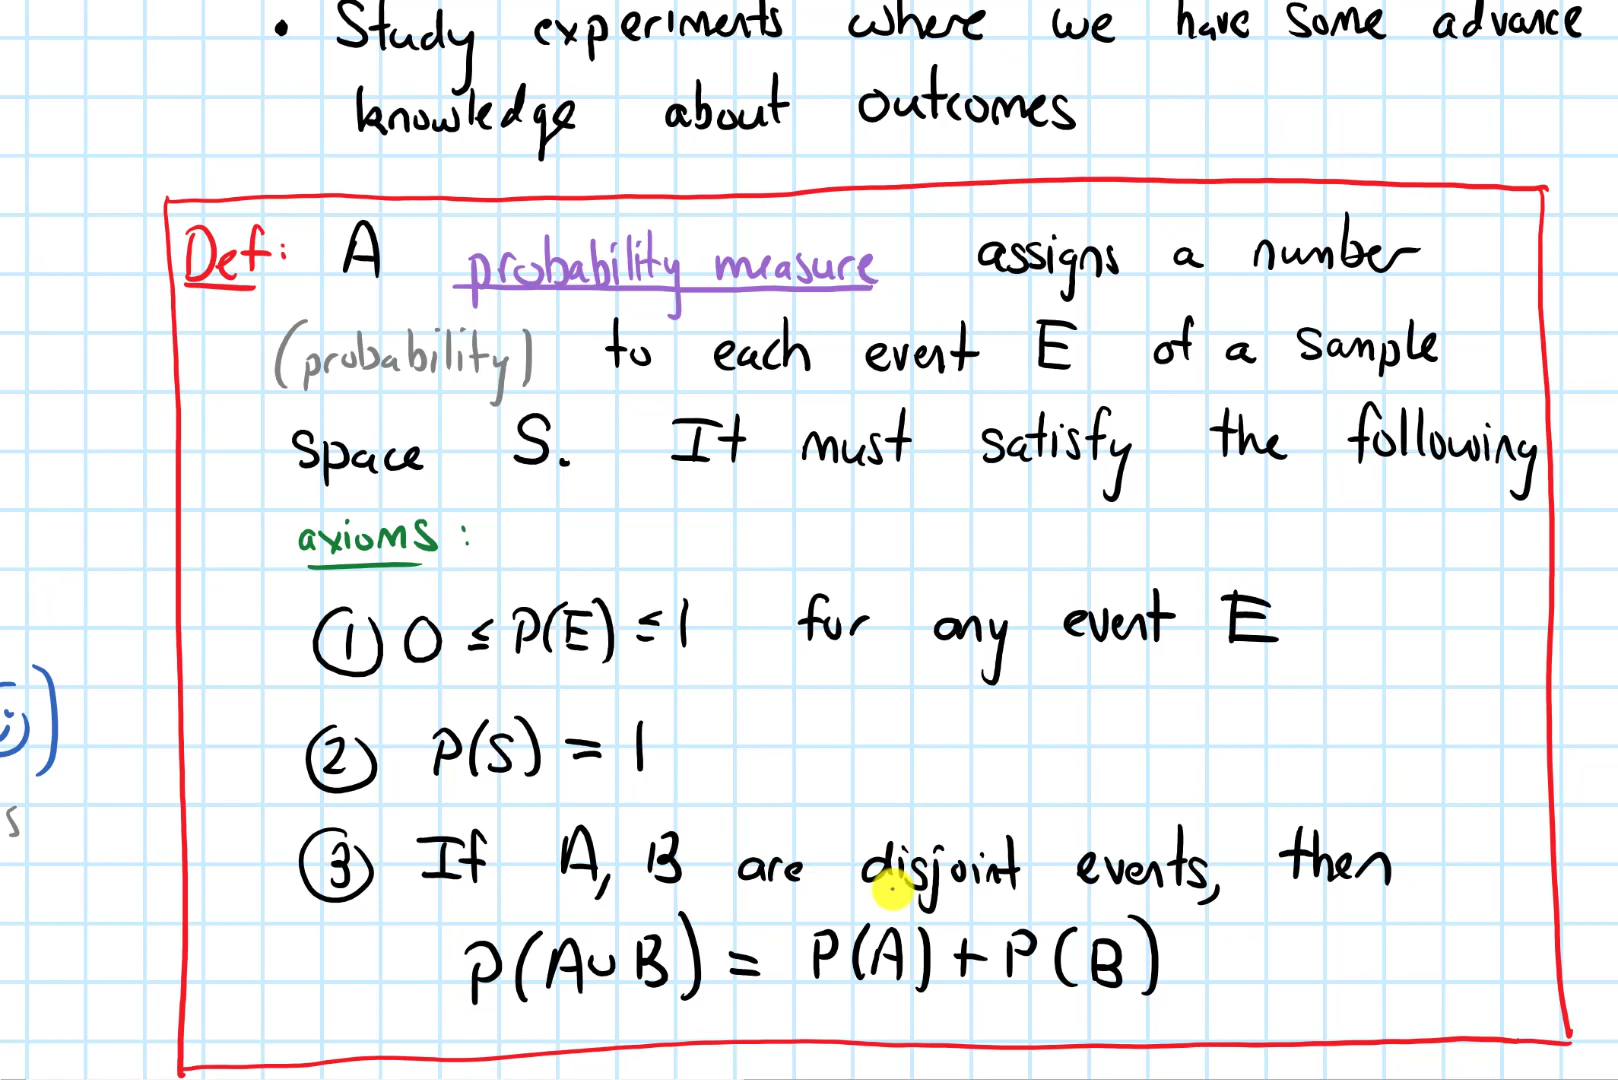 • Study experiments where we have some advance
knowledge about outcomes
Def: A probability measure assigns a number
(probability) to each event E of a sample
space S. It must satisfy the following
axioms:
① 0 ≤ P(E) ≤ 1 for any event E
② P(S) = 1
③ If A, B are disjoint events, then
P(A∪B) = P(A) + P(B)
s